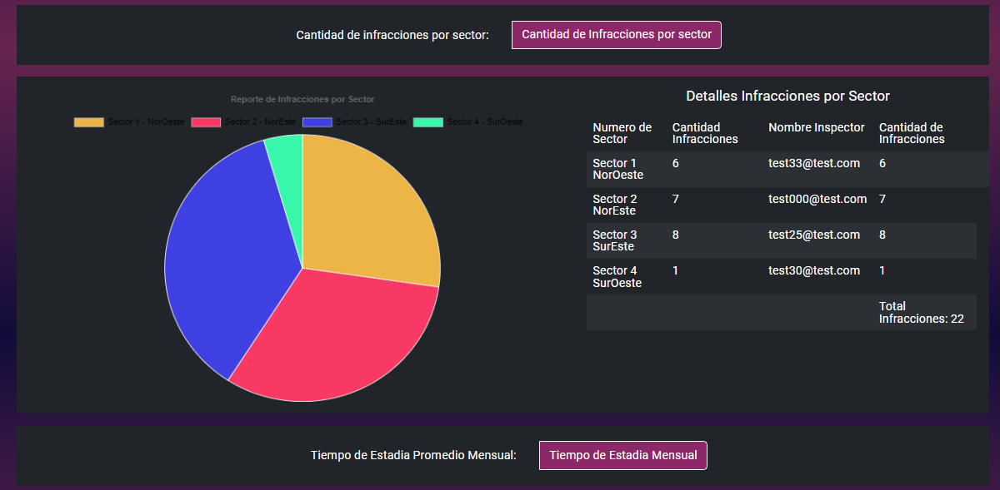 Cantidad de infracciones por sector: Cantidad de Infracciones por sector
Reporte de Infracciones por Sector
Sector 1 - NorOeste Sector 2 - NorEste Sector 3 - SurEste Sector 4 - SurOeste
Detalles Infracciones por Sector
Numero de Sector Cantidad Infracciones Nombre Inspector Cantidad de Infracciones
Sector 1 NorOeste 6 test33@test.com 6
Sector 2 NorEste 7 test000@test.com 7
Sector 3 SurEste 8 test25@test.com 8
Sector 4 SurOeste 1 test30@test.com 1
Total Infracciones: 22
Tiempo de Estadia Promedio Mensual: Tiempo de Estadia Mensual